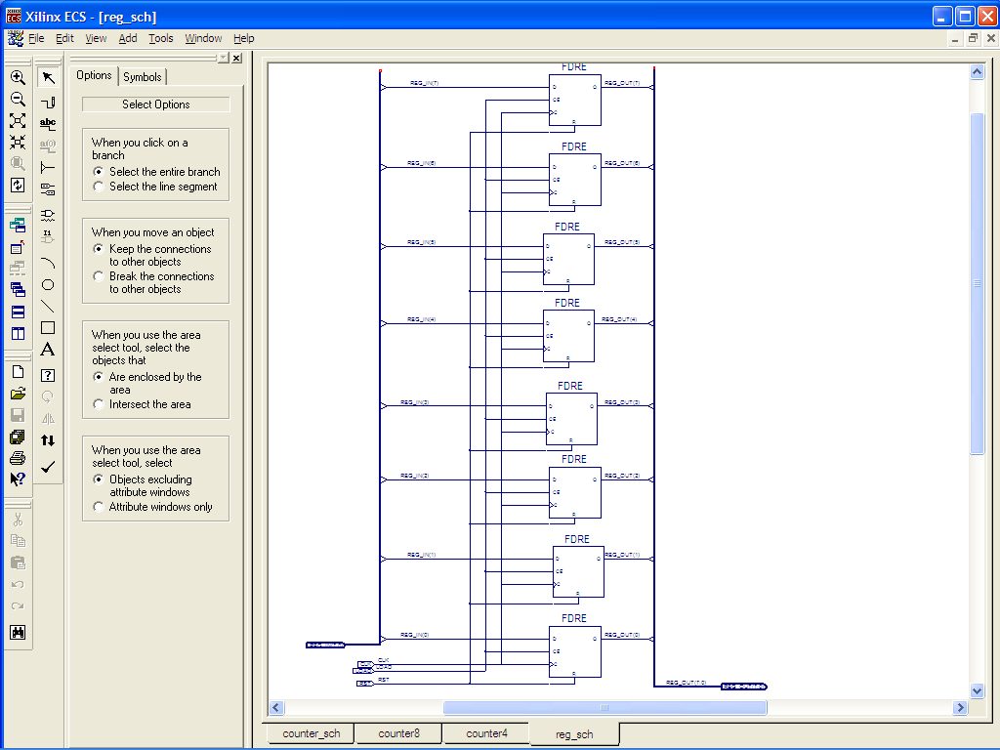 Xilinx ECS - [reg_sch]
File Edit View Add Tools Window Help
Options Symbols
Select Options
When you click on a
branch
Select the entire branch
Select the line segment
When you move an object
Keep the connections
to other objects
Break the connections
to other objects
When you use the area
select tool, select the
objects that
Are enclosed by the
area
Intersect the area
When you use the area
select tool, select
Objects excluding
attribute windows
Attribute windows only
abc
A
FDRE
REG_IN(7) D Q REG_OUT(7)
CE
C
R
FDRE
REG_IN(6) D Q REG_OUT(6)
CE
C
R
FDRE
REG_IN(5) D Q REG_OUT(5)
CE
C
R
FDRE
REG_IN(4) D Q REG_OUT(4)
CE
C
R
FDRE
REG_IN(3) D Q REG_OUT(3)
CE
C
R
FDRE
REG_IN(2) D Q REG_OUT(2)
CE
C
R
FDRE
REG_IN(1) D Q REG_OUT(1)
CE
C
R
FDRE
REG_IN(0) D Q REG_OUT(0)
CE
C
R
CLK CLK
LOAD LOAD
RST RST
REG_OUT(7:0) REG_OUT(7:0)
counter_sch counter8 counter4 reg_sch